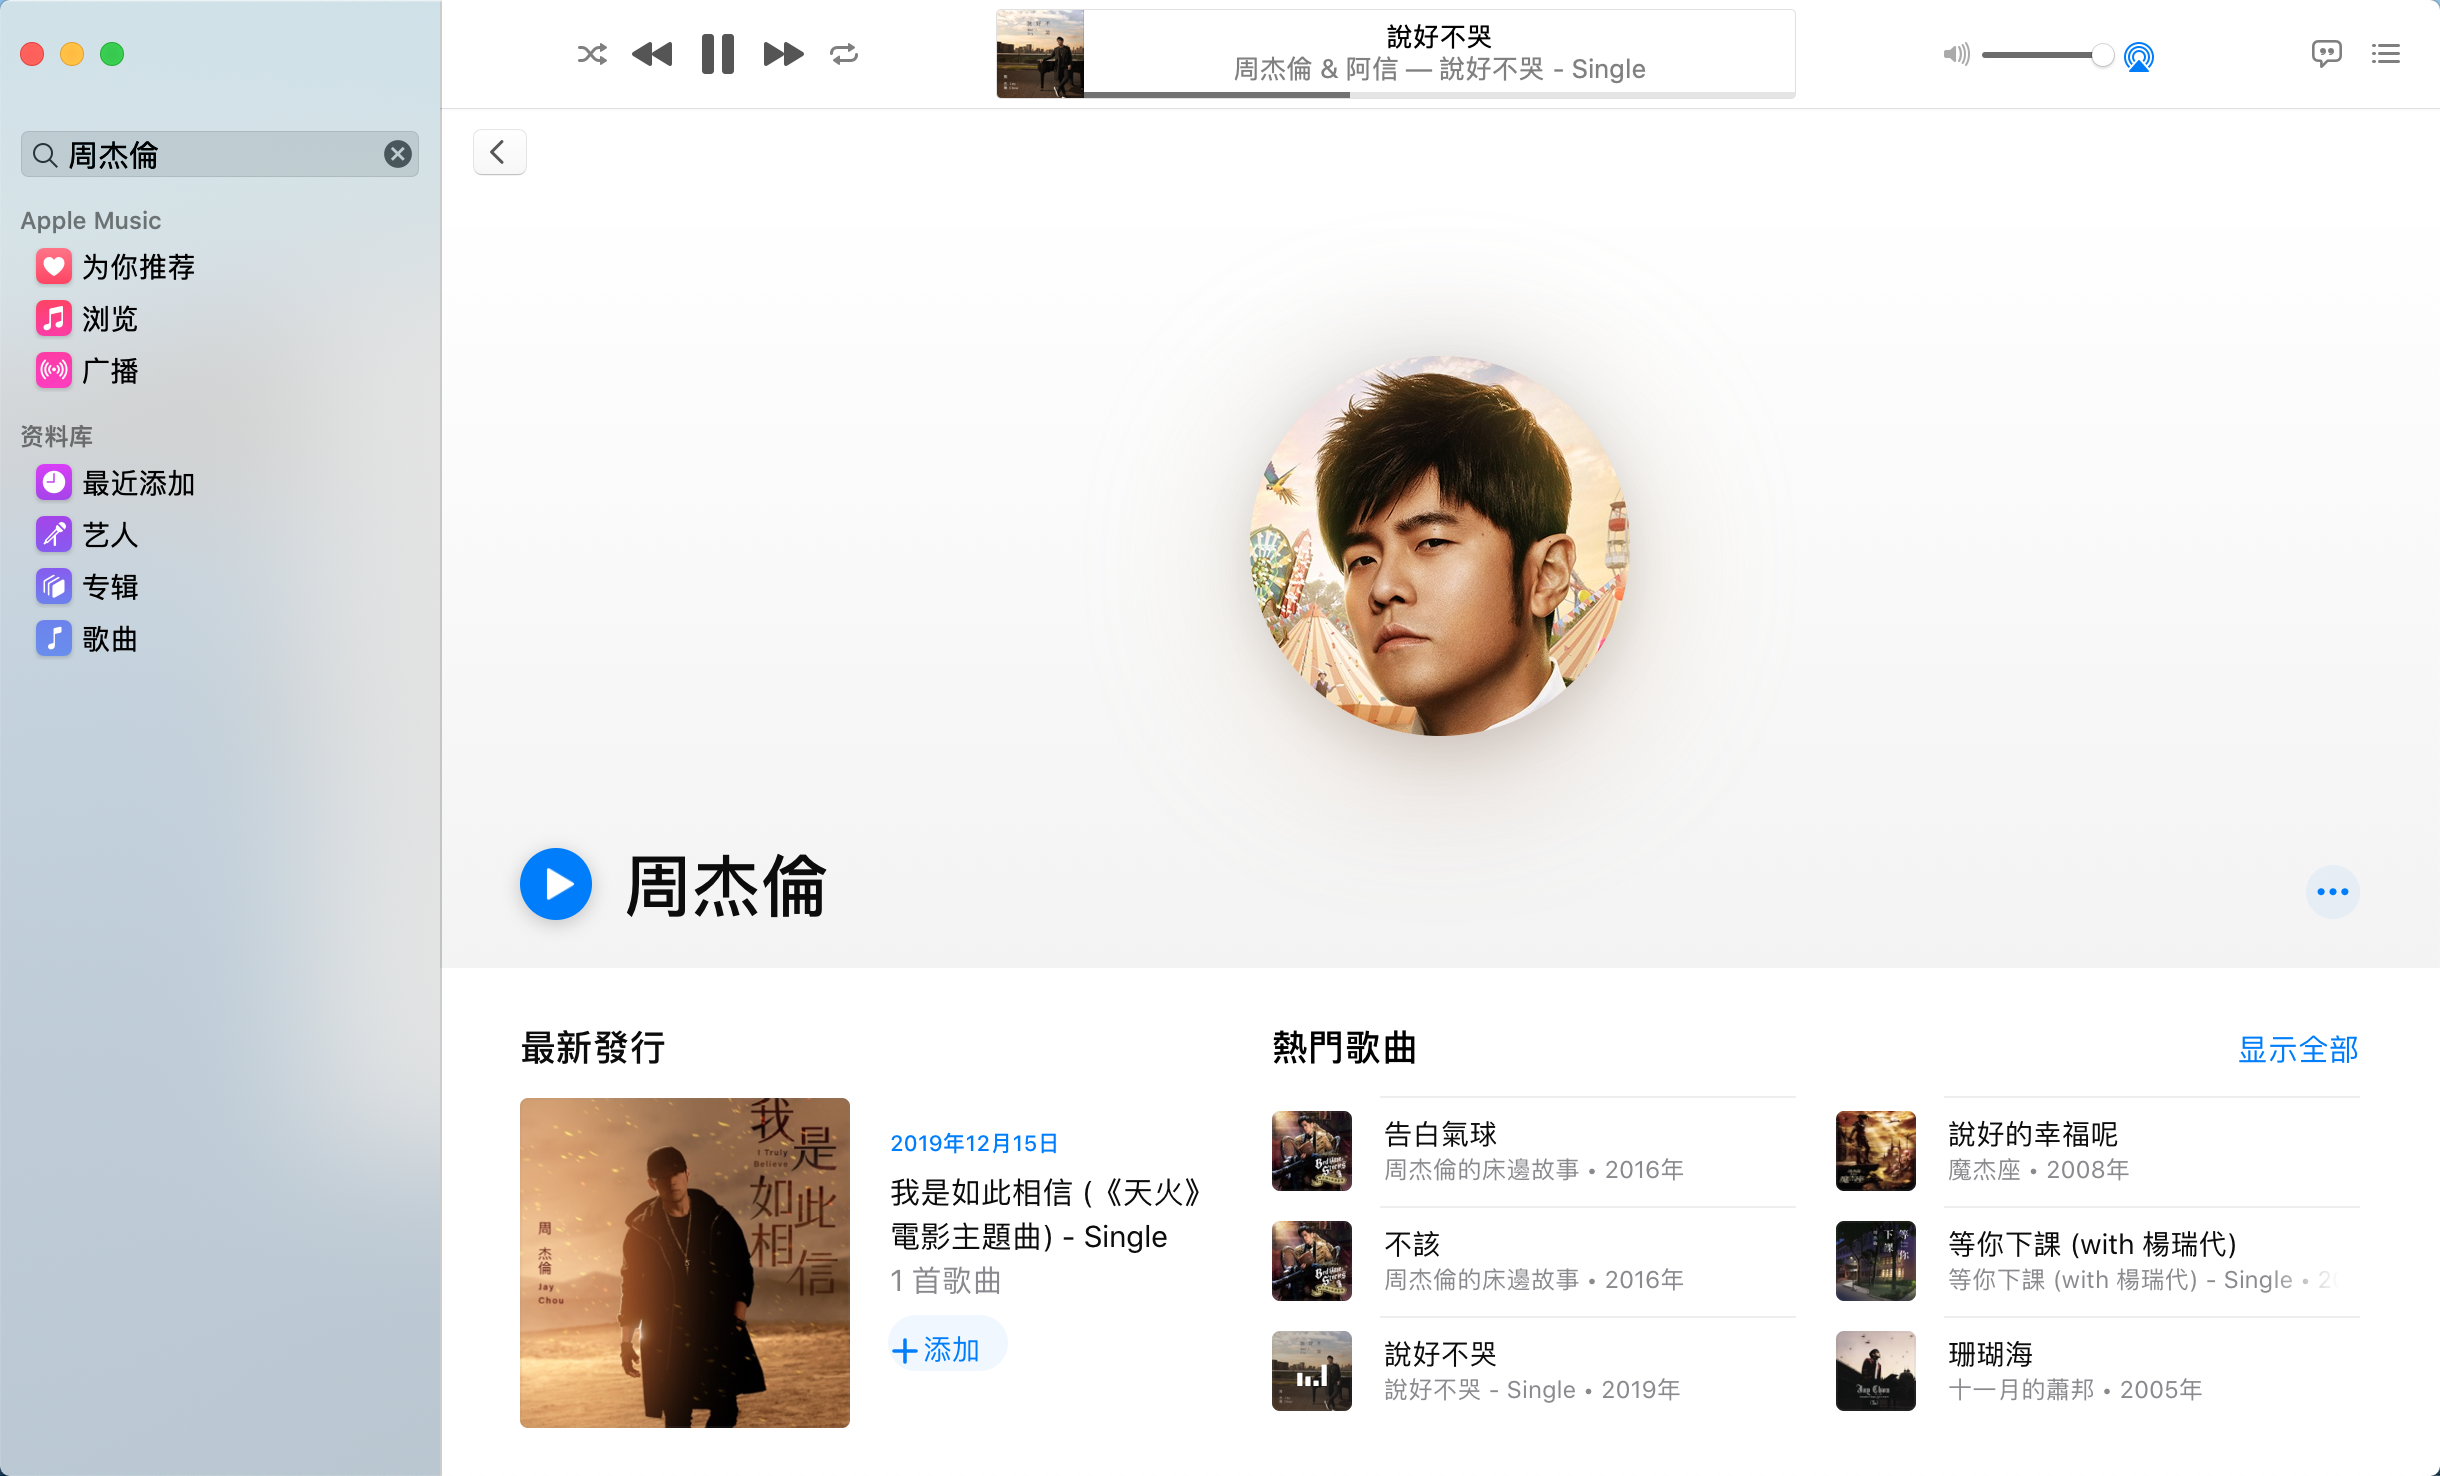 說好不哭
周杰倫 & 阿信 — 說好不哭 - Single
周杰倫
Apple Music
为你推荐
浏览
广播
资料库
最近添加
艺人
专辑
歌曲
周杰倫
最新發行
我是如此相信
I Truly
Believe
周杰倫
Jay
Chou
2019年12月15日
我是如此相信 (《天火》
電影主題曲) - Single
1 首歌曲
添加
熱門歌曲
显示全部
告白氣球
周杰倫的床邊故事 • 2016年
不該
周杰倫的床邊故事 • 2016年
說好不哭
說好不哭 - Single • 2019年
說好的幸福呢
魔杰座 • 2008年
等你下課 (with 楊瑞代)
等你下課 (with 楊瑞代) - Single • 20
珊瑚海
十一月的蕭邦 • 2005年